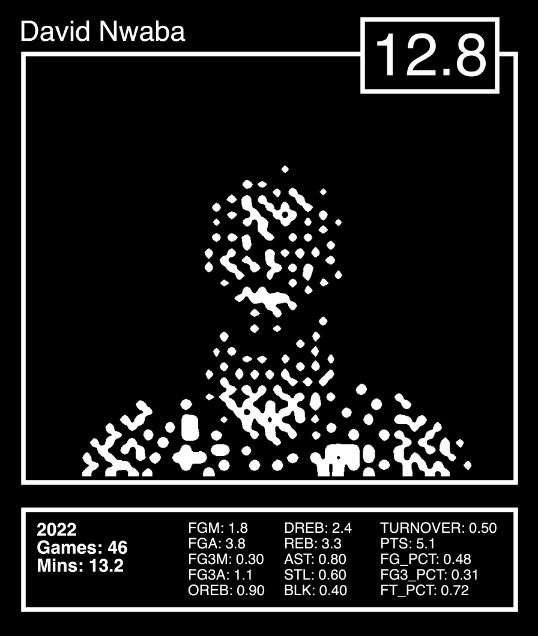 David Nwaba
12.8
2022
Games: 46
Mins: 13.2
FGM: 1.8
FGA: 3.8
FG3M: 0.30
FG3A: 1.1
OREB: 0.90
DREB: 2.4
REB: 3.3
AST: 0.80
STL: 0.60
BLK: 0.40
TURNOVER: 0.50
PTS: 5.1
FG_PCT: 0.48
FG3_PCT: 0.31
FT_PCT: 0.72